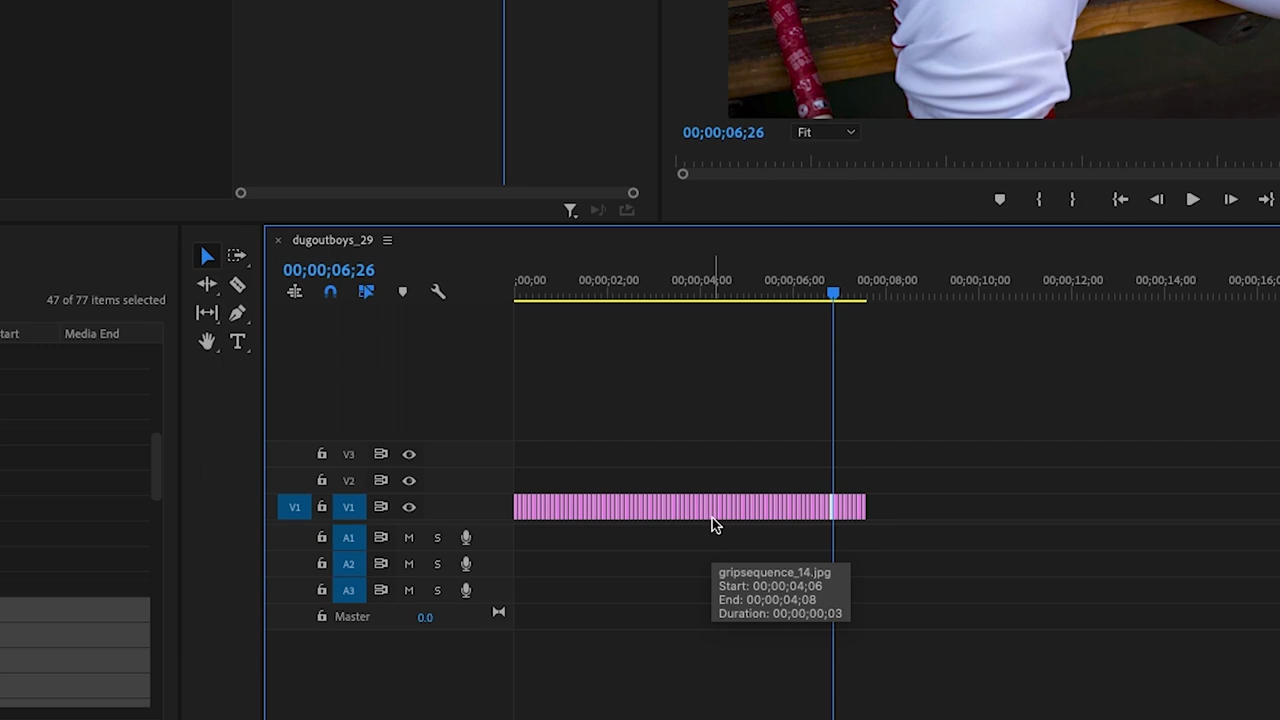 00;00;06;26
Fit
× dugoutboys_29
00;00;06;26
:00;00
00;00;02;00
00;00;04;00
00;00;06;00
00;00;08;00
00;00;10;00
00;00;12;00
00;00;14;00
00;00;16;0
47 of 77 items selected
tart
Media End
T
V3
V2
V1 V1
A1 M S
A2 M S
A3 M S
Master 0.0
gripsequence_14.jpg
Start: 00;00;04;06
End: 00;00;04;08
Duration: 00;00;00;03